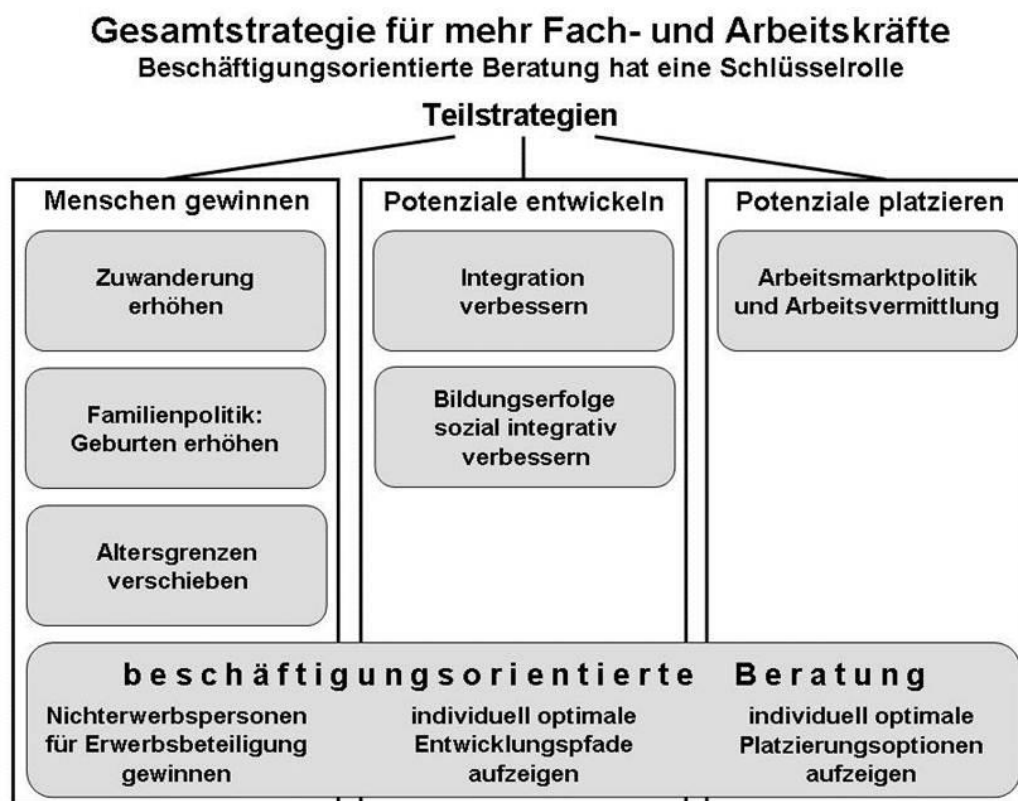 Gesamtstrategie für mehr Fach- und Arbeitskräfte
Beschäftigungsorientierte Beratung hat eine Schlüsselrolle
Teilstrategien
Menschen gewinnen
Zuwanderung
erhöhen
Familienpolitik:
Geburten erhöhen
Altersgrenzen
verschieben
Potenziale entwickeln
Integration
verbessern
Bildungserfolge
sozial integrativ
verbessern
Potenziale platzieren
Arbeitsmarktpolitik
und Arbeitsvermittlung
beschäftigungsorientierte Beratung
Nichterwerbspersonen
für Erwerbsbeteiligung
gewinnen
individuell optimale
Entwicklungspfade
aufzeigen
individuell optimale
Platzierungsoptionen
aufzeigen